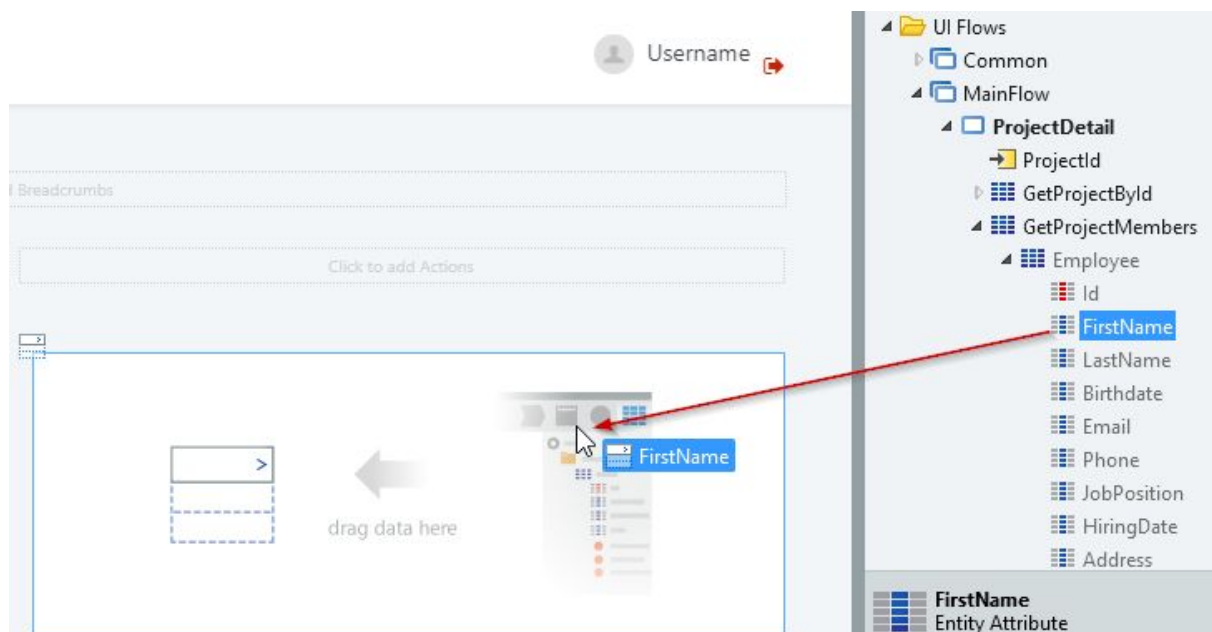 Username
Breadcrumbs
Click to add Actions
drag data here
FirstName
UI Flows
Common
MainFlow
ProjectDetail
ProjectId
GetProjectById
GetProjectMembers
Employee
Id
FirstName
LastName
Birthdate
Email
Phone
JobPosition
HiringDate
Address
FirstName
Entity Attribute